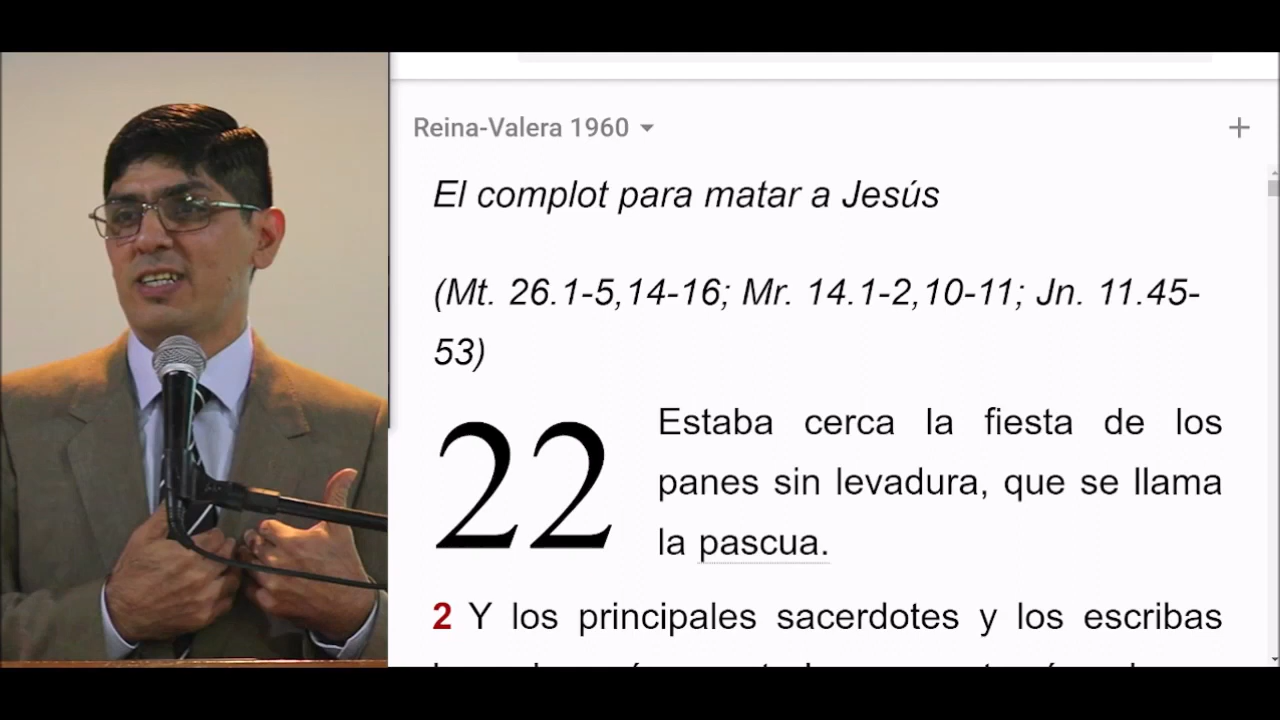 Reina-Valera 1960
El complot para matar a Jesús
(Mt. 26.1-5,14-16; Mr. 14.1-2,10-11; Jn. 11.45-
53)
22 Estaba cerca la fiesta de los
panes sin levadura, que se llama
la pascua.
2 Y los principales sacerdotes y los escribas